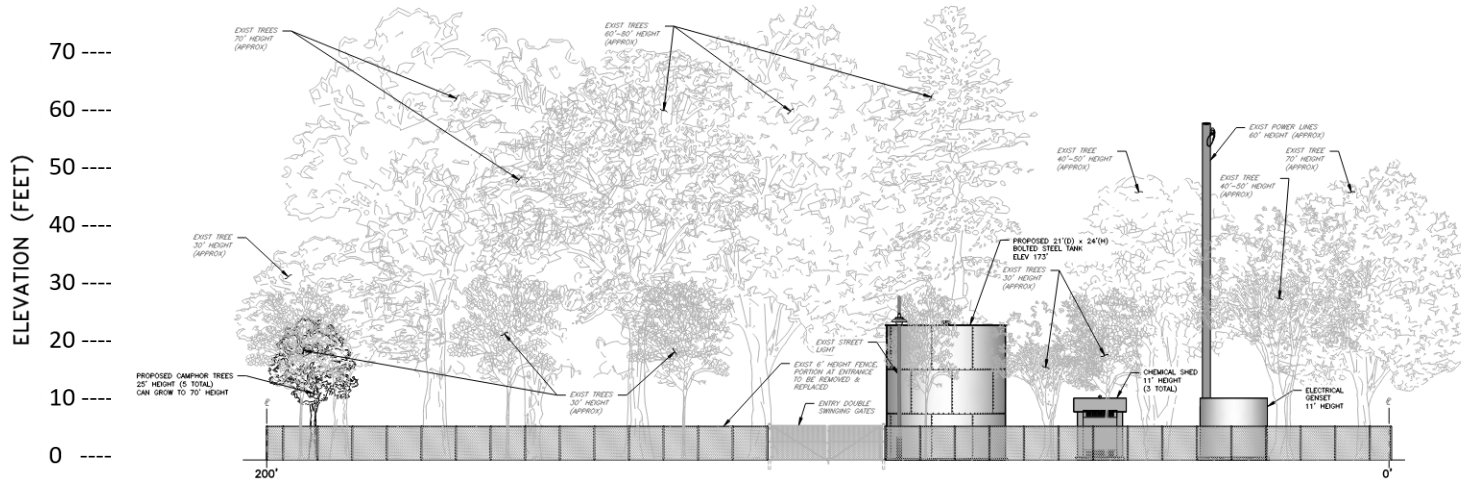 ELEVATION (FEET)
70 ----
60 ----
50 ----
40 ----
30 ----
20 ----
10 ----
0 ----
EXIST TREES
70' HEIGHT
(APPROX)
EXIST TREES
60'-80' HEIGHT
(APPROX)
EXIST POWER LINES
60' HEIGHT (APPROX)
EXIST TREE
40'-50' HEIGHT
(APPROX)
EXIST TREE
70' HEIGHT
(APPROX)
EXIST TREE
40'-50' HEIGHT
(APPROX)
EXIST TREE
30' HEIGHT
(APPROX)
PROPOSED 21'(D) x 24'(H)
BOLTED STEEL TANK
ELEV 173'
EXIST TREES
30' HEIGHT
(APPROX)
EXIST STREET
LIGHT
EXIST 6' HEIGHT FENCE,
PORTION AT ENTRANCE
TO BE REMOVED &
REPLACED
PROPOSED CAMPHOR TREES
25' HEIGHT (5 TOTAL)
CAN GROW TO 70' HEIGHT
EXIST TREES
30' HEIGHT
(APPROX)
ENTRY DOUBLE
SWINGING GATES
CHEMICAL SHED
11' HEIGHT
(3 TOTAL)
ELECTRICAL
GENSET
11' HEIGHT
200'
0'